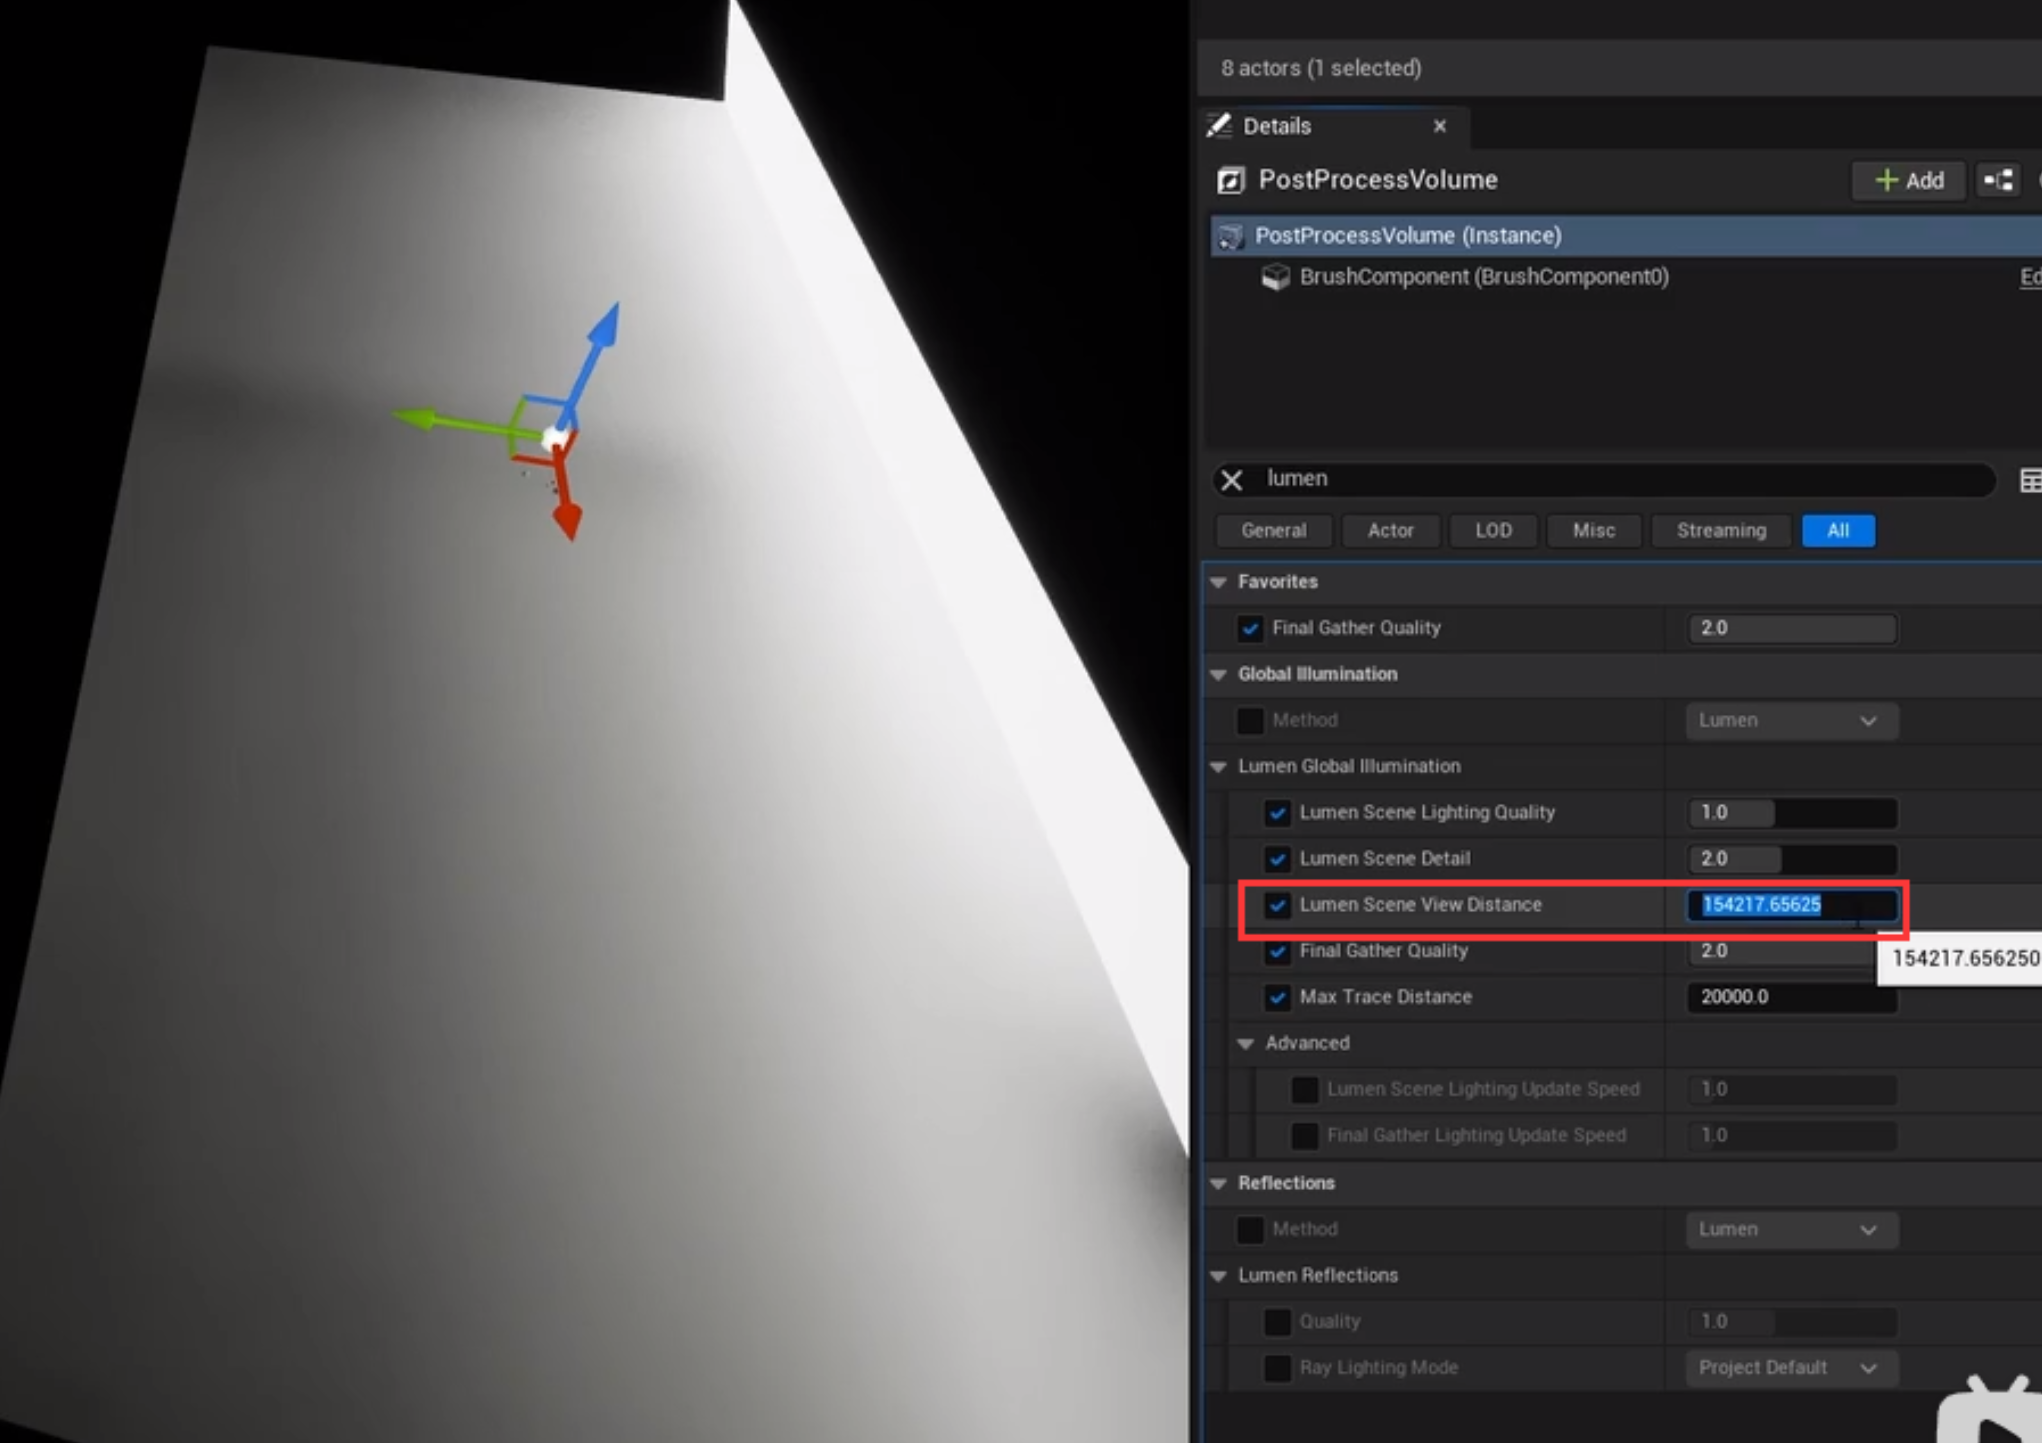 8 actors (1 selected)
Details
PostProcessVolume
Add
PostProcessVolume (Instance)
BrushComponent (BrushComponent0)
Ed
lumen
General Actor LOD Misc Streaming All
Favorites
Final Gather Quality 2.0
Global Illumination
Method Lumen
Lumen Global Illumination
Lumen Scene Lighting Quality 1.0
Lumen Scene Detail 2.0
Lumen Scene View Distance 154217.65625
Final Gather Quality 2.0
154217.656250
Max Trace Distance 20000.0
Advanced
Lumen Scene Lighting Update Speed 1.0
Final Gather Lighting Update Speed 1.0
Reflections
Method Lumen
Lumen Reflections
Quality 1.0
Ray Lighting Mode Project Default